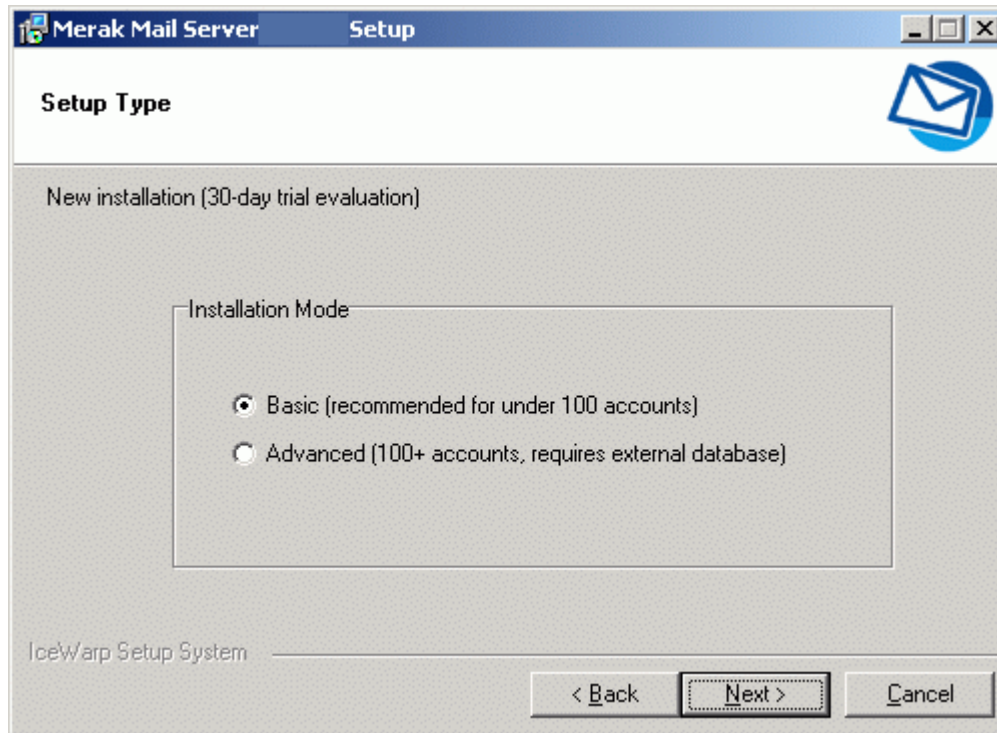 Merak Mail Server Setup
Setup Type
New installation (30-day trial evaluation)
Installation Mode
Basic (recommended for under 100 accounts)
Advanced (100+ accounts, requires external database)
IceWarp Setup System
< Back Next > Cancel